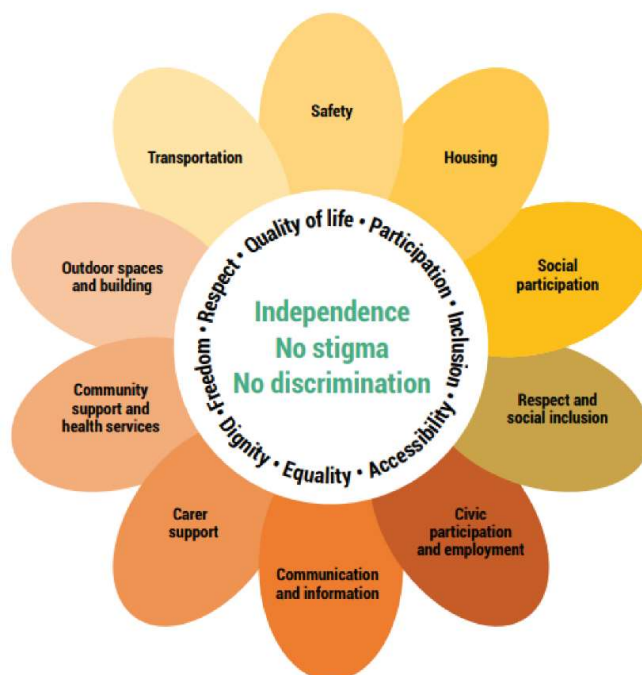 Safety
Housing
Social
participation
Respect and
social inclusion
Civic
participation
and employment
Communication
and information
Carer
support
Community
support and
health services
Outdoor spaces
and building
Transportation
Freedom • Respect • Quality of life • Participation • Inclusion • Accessibility • Equality • Dignity •
Independence
No stigma
No discrimination